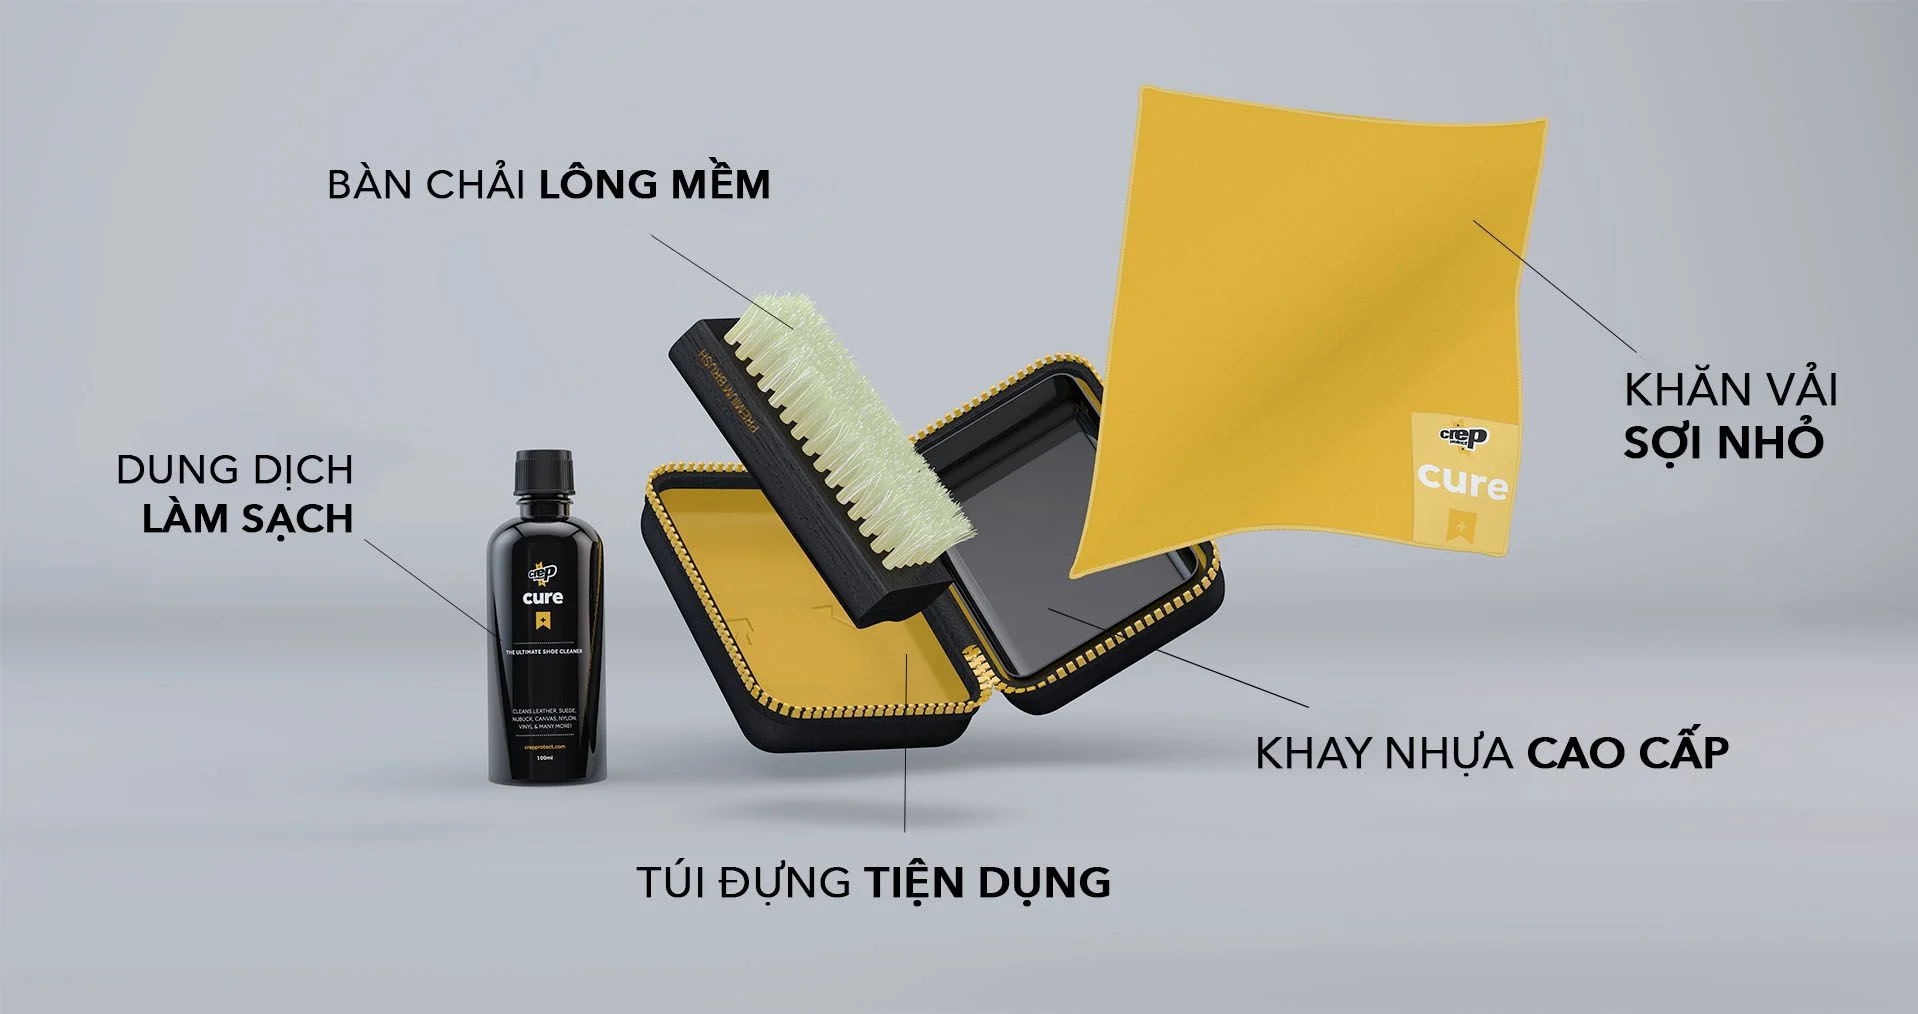 BÀN CHẢI LÔNG MỀM
PREMIUM BRUSH
KHĂN VẢI
SỢI NHỎ
crep
protect
cure
DUNG DỊCH
LÀM SẠCH
crep
cure
THE ULTIMATE SHOE CLEANER
CLEANS LEATHER, SUEDE,
NUBUCK, CANVAS, NYLON,
VINYL & MANY MORE!
crepprotect.com
100ml
KHAY NHỰA CAO CẤP
TÚI ĐỰNG TIỆN DỤNG